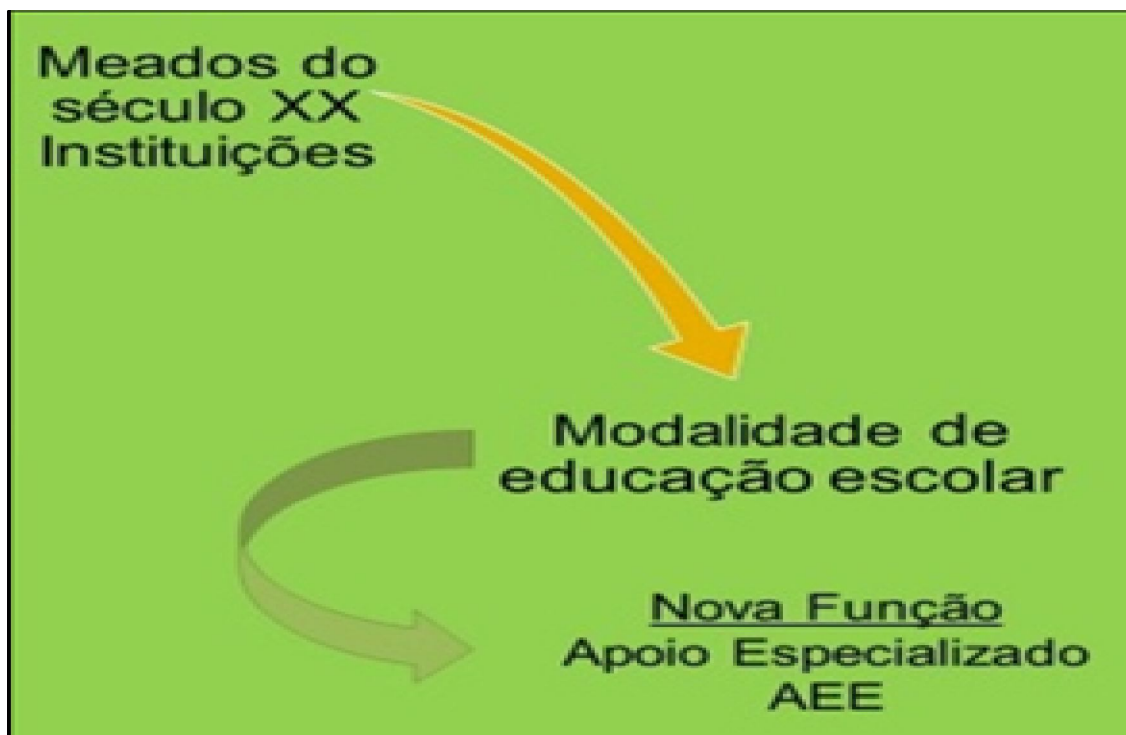 Meados do
século XX
Instituições
Modalidade de
educação escolar
Nova Função
Apoio Especializado
AEE